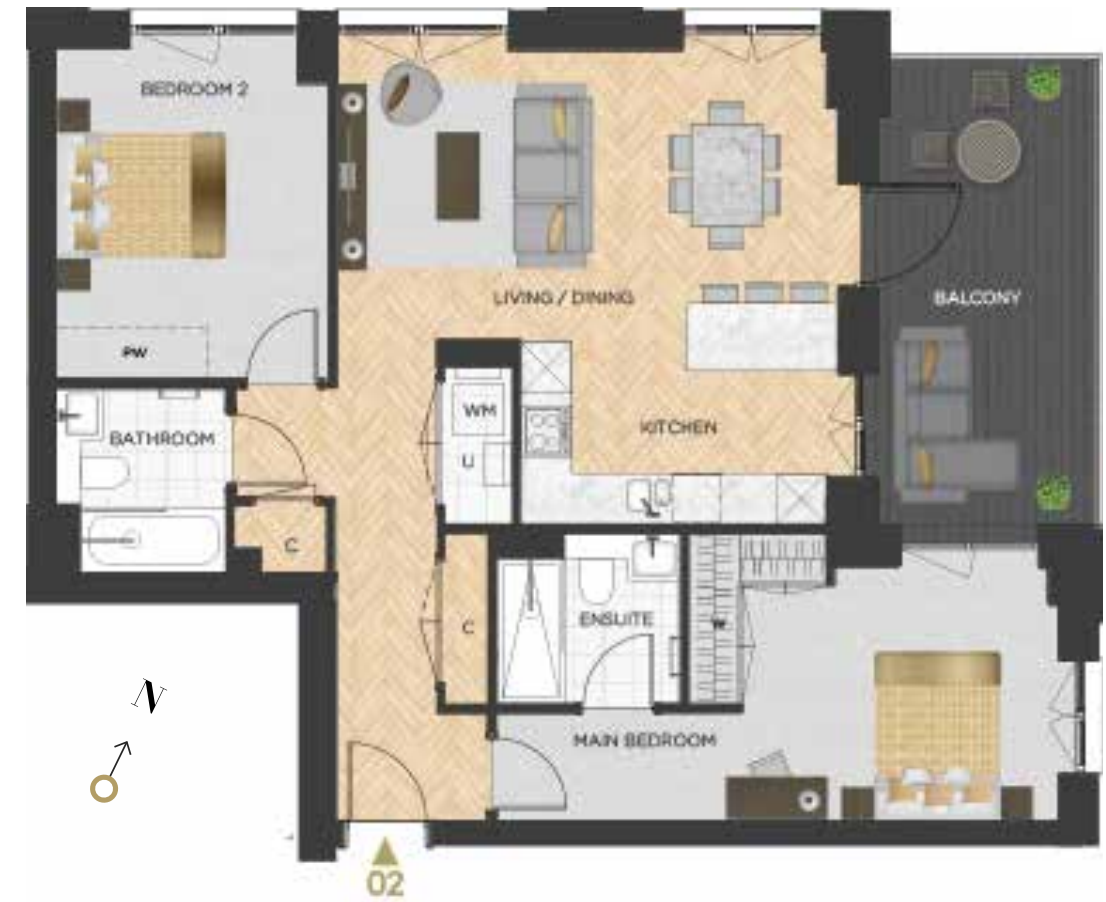 BEDROOM 2
LIVING / DINING
BALCONY
PW
WM
BATHROOM
KITCHEN
U
C
C
ENSUITE
W
MAIN BEDROOM
N
02